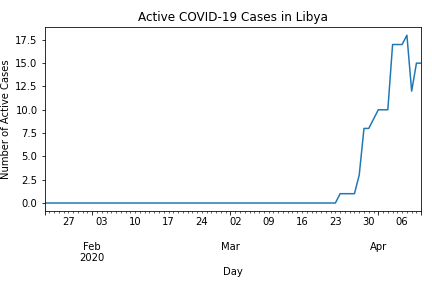 Active COVID-19 Cases in Libya
Number of Active Cases
17.5
15.0
12.5
10.0
7.5
5.0
2.5
0.0
27 03 10 17 24 02 09 16 23 30 06
Feb Mar Apr
2020
Day